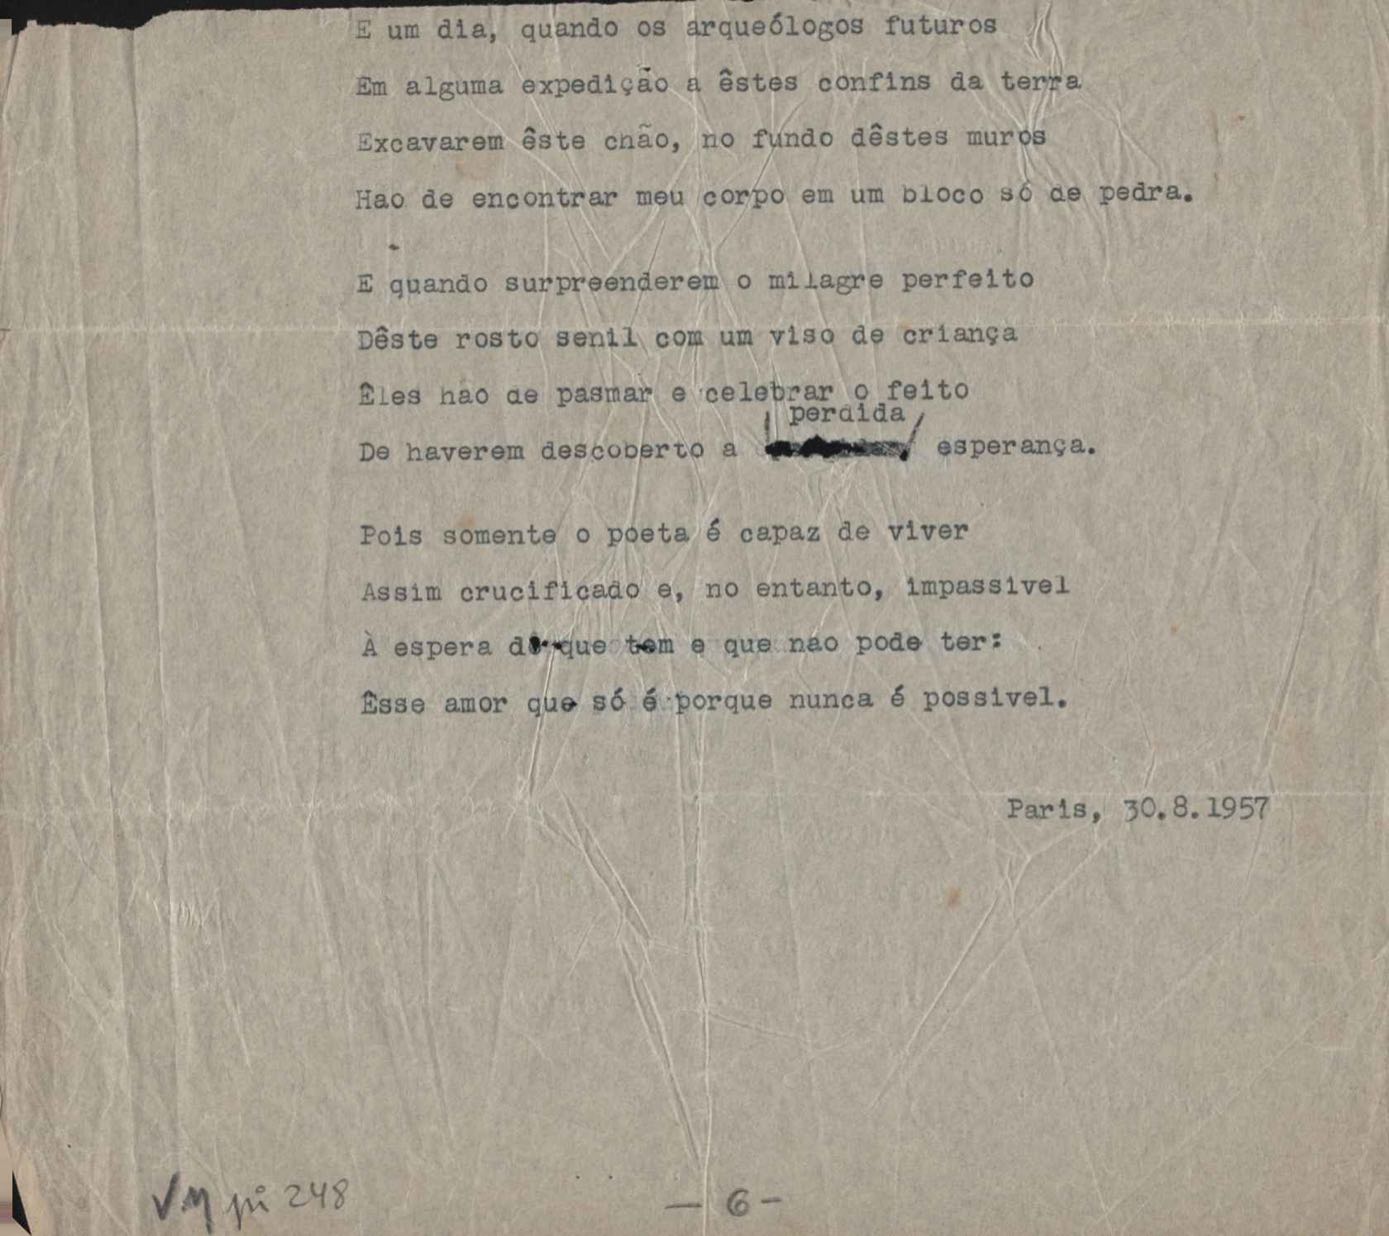 E um dia, quando os arqueólogos futuros
Em alguma expedição a êstes confins da terra
Excavarem êste chão, no fundo dêstes muros
Hao de encontrar meu corpo em um bloco só de pedra.
E quando surpreenderem o milagre perfeito
Dêste rosto senil com um viso de criança
Êles hao de pasmar e celebrar o feito
perdida
De haverem descoberto a esperança.
Pois somente o poeta é capaz de viver
Assim crucificado e, no entanto, impassivel
À espera do que tem e que nao pode ter:
Êsse amor que só é porque nunca é possivel.
Paris, 30.8.1957
VM pi 248
— 6 -